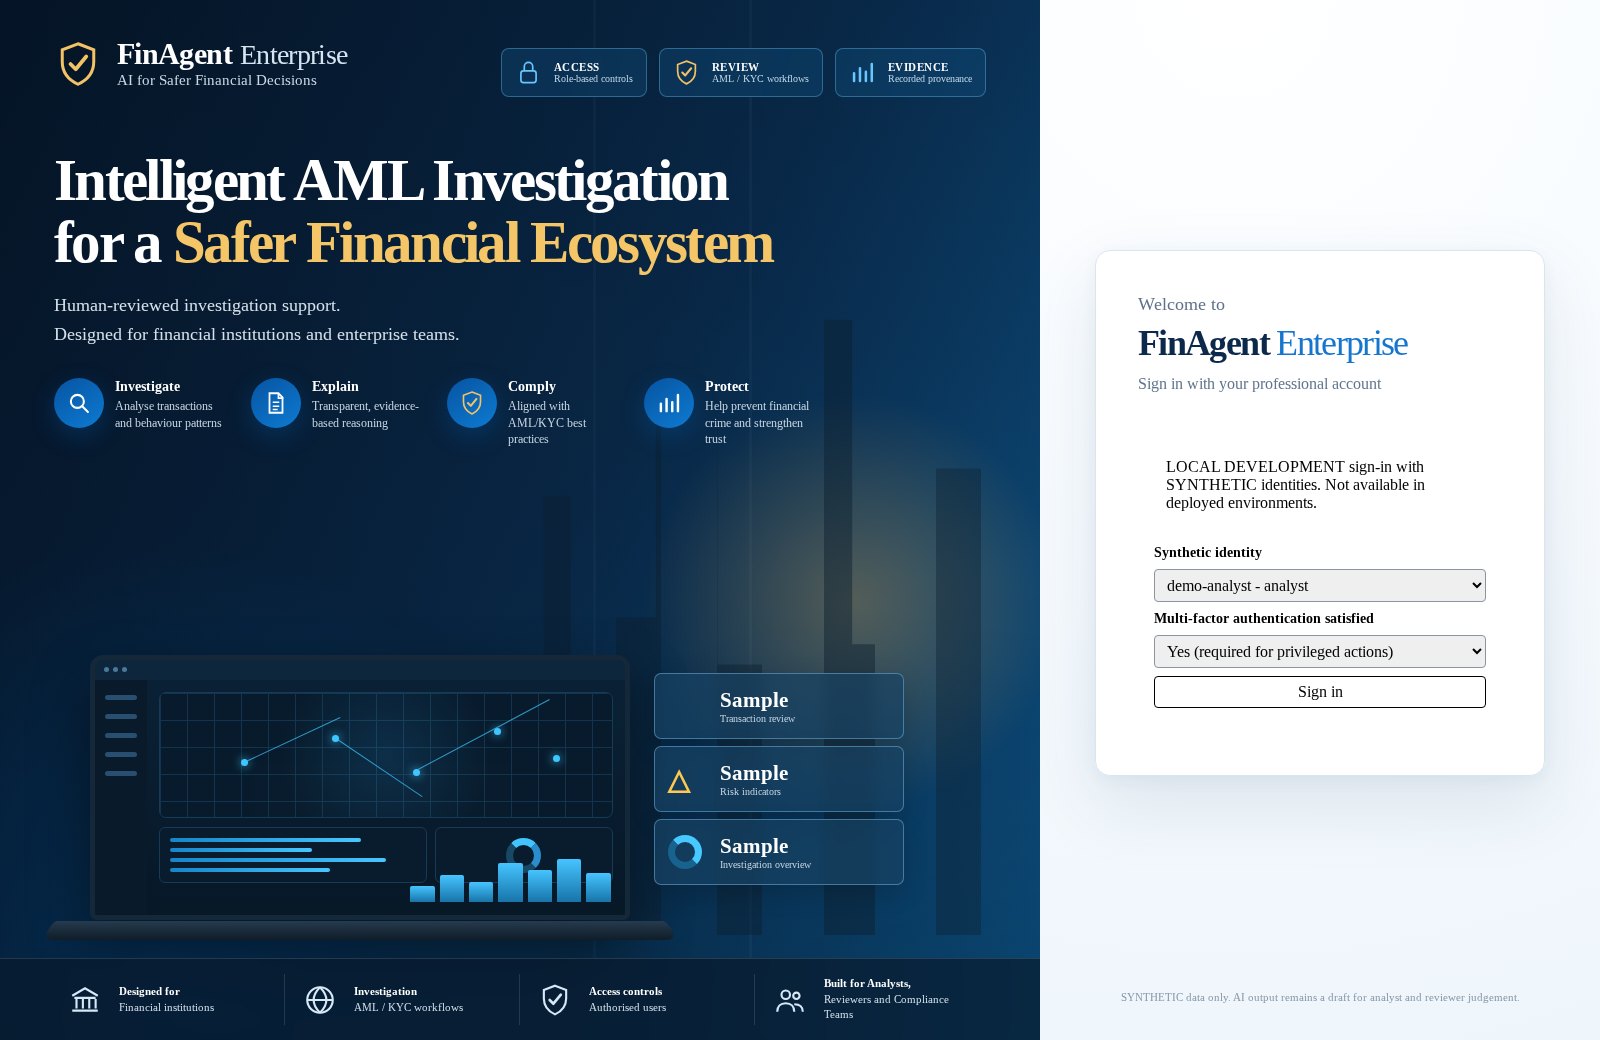 FinAgent Enterprise
AI for Safer Financial Decisions
ACCESS
Role-based controls
REVIEW
AML / KYC workflows
EVIDENCE
Recorded provenance
Intelligent AML Investigation
for a Safer Financial Ecosystem
Human-reviewed investigation support.
Designed for financial institutions and enterprise teams.
Investigate
Analyse transactions
and behaviour patterns
Explain
Transparent, evidence-
based reasoning
Comply
Aligned with
AML/KYC best
practices
Protect
Help prevent financial
crime and strengthen
trust
Sample
Transaction review
Sample
Risk indicators
Sample
Investigation overview
Designed for
Financial institutions
Investigation
AML / KYC workflows
Access controls
Authorised users
Built for Analysts,
Reviewers and Compliance
Teams
Welcome to
FinAgent Enterprise
Sign in with your professional account
LOCAL DEVELOPMENT sign-in with
SYNTHETIC identities. Not available in
deployed environments.
Synthetic identity
demo-analyst - analyst
Multi-factor authentication satisfied
Yes (required for privileged actions)
Sign in
SYNTHETIC data only. AI output remains a draft for analyst and reviewer judgement.